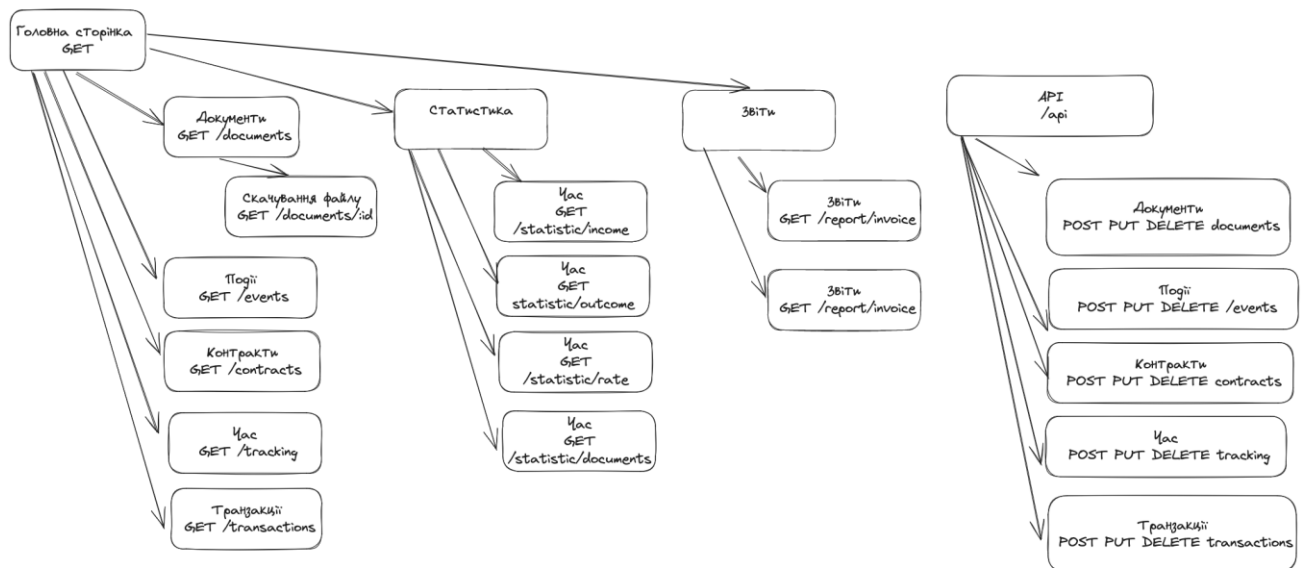 Головна сторінка
GET
Документи
GET /documents
Скачування файлу
GET /documents/:id
Події
GET /events
Контракти
GET /contracts
Час
GET /tracking
Транзакції
GET /transactions
Статистика
Час
GET
/statistic/income
Час
GET
statistic/outcome
Час
GET
/statistic/rate
Час
GET
/statistic/documents
Звіти
Звіти
GET /report/invoice
Звіти
GET /report/invoice
API
/api
Документи
POST PUT DELETE documents
Події
POST PUT DELETE /events
Контракти
POST PUT DELETE contracts
Час
POST PUT DELETE tracking
Транзакції
POST PUT DELETE transactions